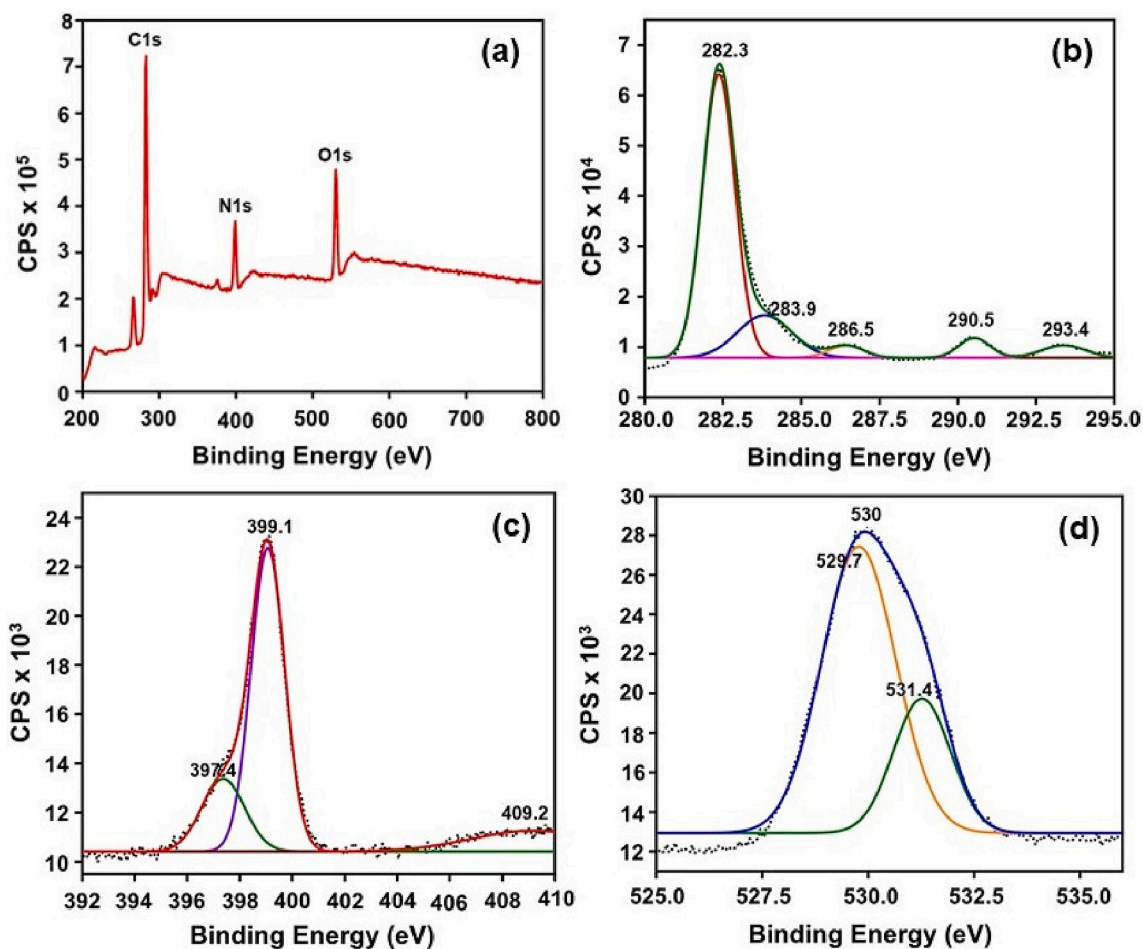 (a)
C1s
N1s
O1s
8
7
6
5
4
3
2
1
0
CPS x 10⁵
200 300 400 500 600 700 800
Binding Energy (eV)
(b)
282.3
283.9
286.5
290.5
293.4
7
6
5
4
3
2
1
0
CPS x 10⁴
280.0 282.5 285.0 287.5 290.0 292.5 295.0
Binding Energy (eV)
(c)
399.1
397.4
409.2
24
22
20
18
16
14
12
10
CPS x 10³
392 394 396 398 400 402 404 406 408 410
Binding Energy (eV)
(d)
530
529.7
531.4
30
28
26
24
22
20
18
16
14
12
CPS x 10³
525.0 527.5 530.0 532.5 535.0
Binding Energy (eV)